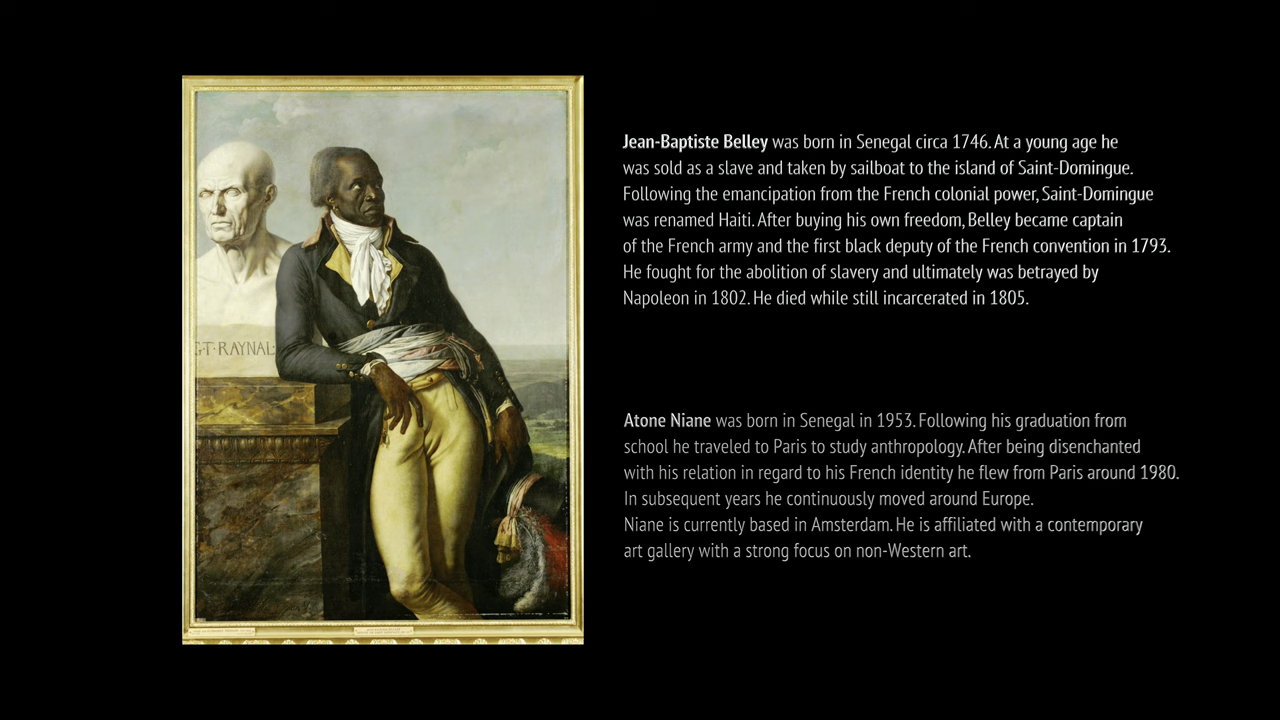 G·T·RAYNAL
Jean-Baptiste Belley was born in Senegal circa 1746. At a young age he
was sold as a slave and taken by sailboat to the island of Saint-Domingue.
Following the emancipation from the French colonial power, Saint-Domingue
was renamed Haiti. After buying his own freedom, Belley became captain
of the French army and the first black deputy of the French convention in 1793.
He fought for the abolition of slavery and ultimately was betrayed by
Napoleon in 1802. He died while still incarcerated in 1805.
Atone Niane was born in Senegal in 1953. Following his graduation from
school he traveled to Paris to study anthropology. After being disenchanted
with his relation in regard to his French identity he flew from Paris around 1980.
In subsequent years he continuously moved around Europe.
Niane is currently based in Amsterdam. He is affiliated with a contemporary
art gallery with a strong focus on non-Western art.